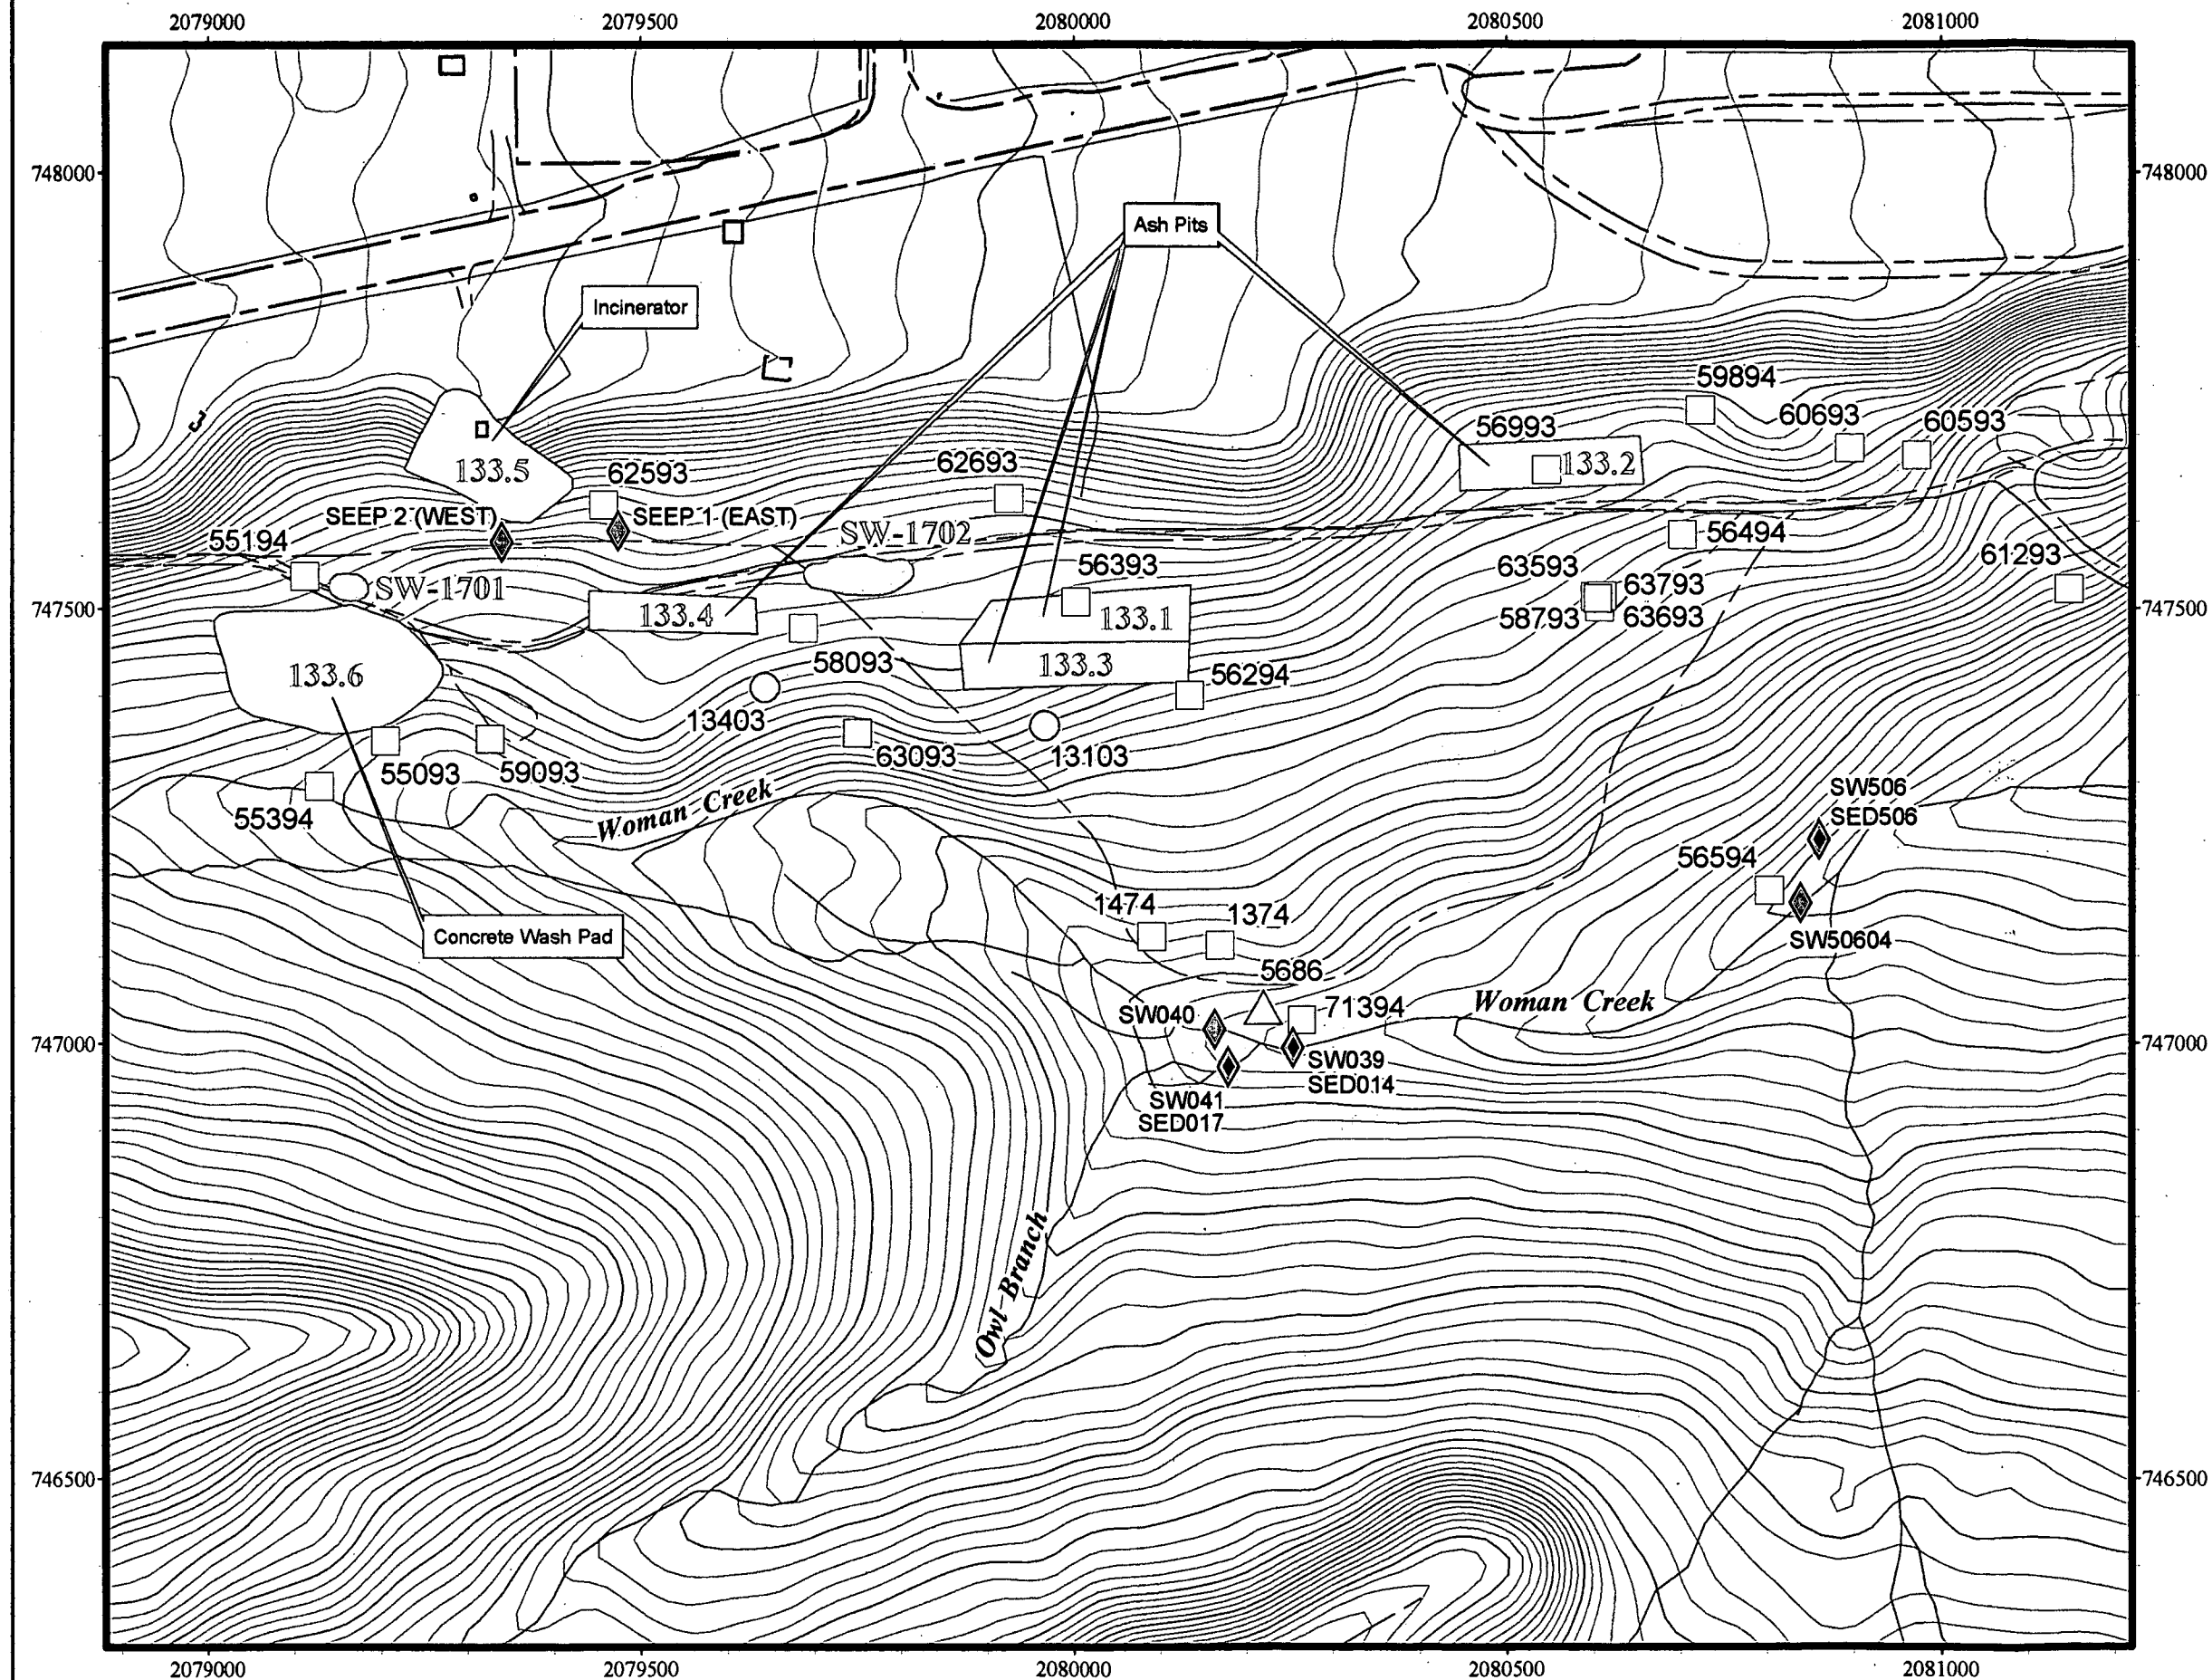 2079000 2079500 2080000 2080500 2081000
748000 748000
Ash Pits
Incinerator
59894
60693 60593
56993
133.2
133.5
62593
62693
SEEP 2 (WEST) SEEP 1 (EAST)
SW-1702
55194
56494
61293
SW-1701
56393
63593 63793
58793 63693
747500 747500
133.4
133.1
133.6
133.3
58093
56294
13403
13103
63093
55093 59093
55394
Woman Creek
SW506
SED506
56594
1474 1374
Concrete Wash Pad
SW50604
5686
71394
Woman Creek
SW040
747000 747000
SW039
SED014
SW041
SED017
Owl Branch
746500 746500
2079000 2079500 2080000 2080500 2081000